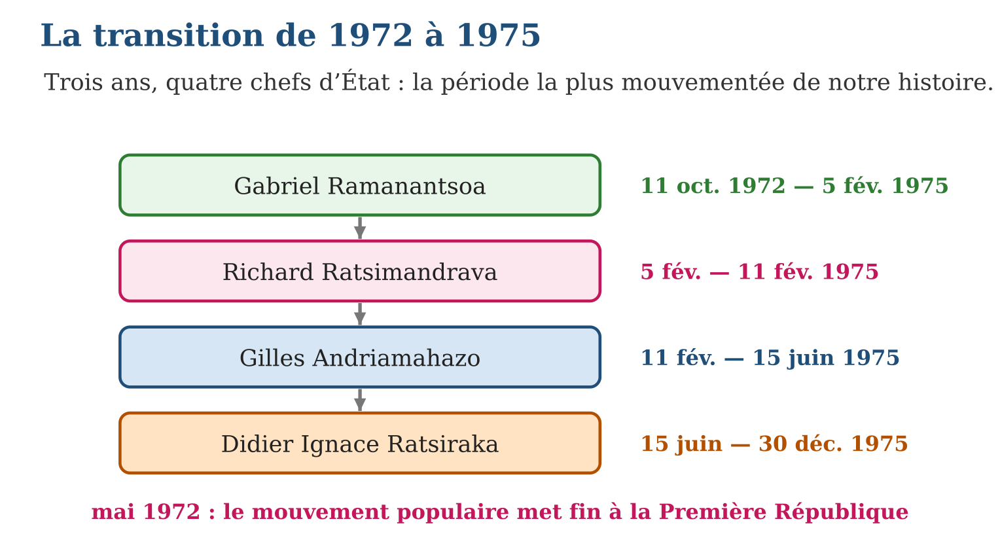 La transition de 1972 à 1975
Trois ans, quatre chefs d’État : la période la plus mouvementée de notre histoire.
Gabriel Ramanantsoa
11 oct. 1972 — 5 fév. 1975
Richard Ratsimandrava
5 fév. — 11 fév. 1975
Gilles Andriamahazo
11 fév. — 15 juin 1975
Didier Ignace Ratsiraka
15 juin — 30 déc. 1975
mai 1972 : le mouvement populaire met fin à la Première République